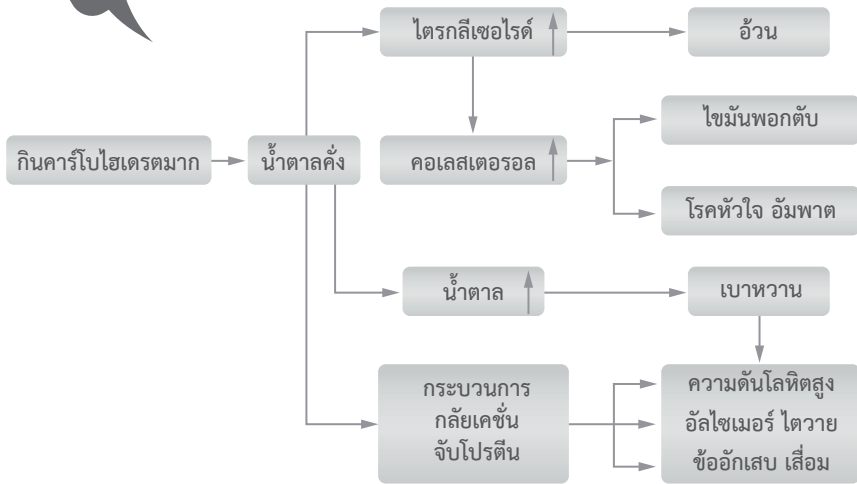 ไตรกลีเซอไรด์
อ้วน
ไขมันพอกตับ
กินคาร์โบไฮเดรตมาก
น้ำตาลคั่ง
คอเลสเตอรอล
โรคหัวใจ อัมพาต
น้ำตาล
เบาหวาน
กระบวนการ
กลัยเคชั่น
จับโปรตีน
ความดันโลหิตสูง
อัลไซเมอร์ ไตวาย
ข้ออักเสบ เสื่อม